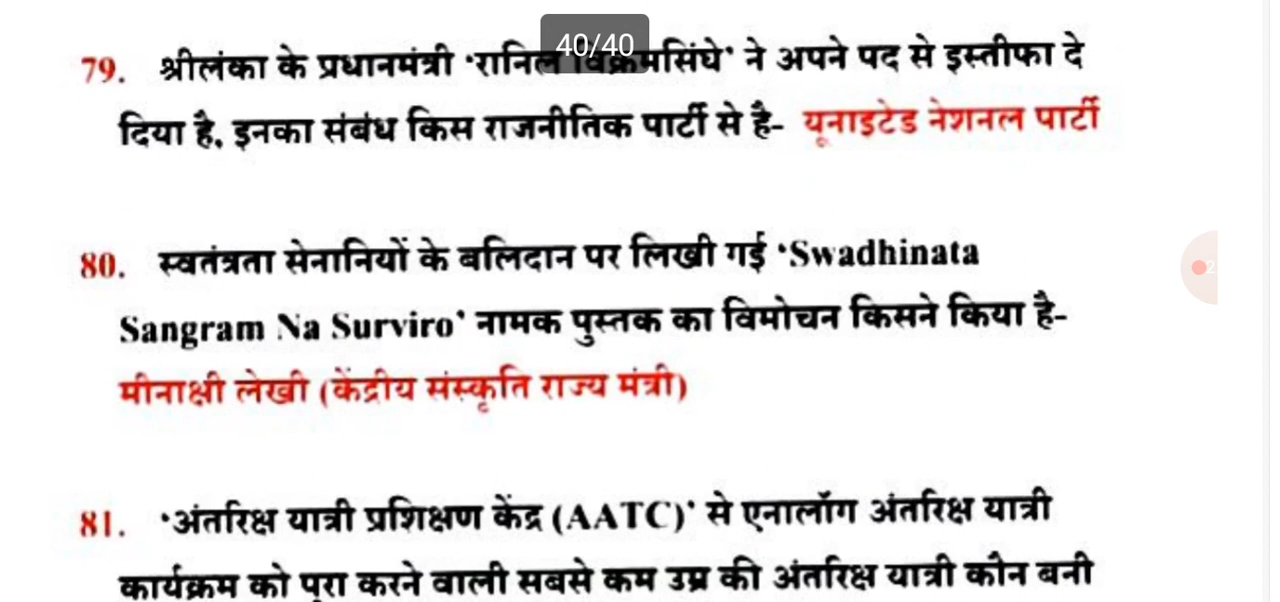 40/40
79. श्रीलंका के प्रधानमंत्री 'रानिल विक्रमसिंघे' ने अपने पद से इस्तीफा दे
दिया है, इनका संबंध किस राजनीतिक पार्टी से है- यूनाइटेड नेशनल पार्टी
80. स्वतंत्रता सेनानियों के बलिदान पर लिखी गई 'Swadhinata
Sangram Na Surviro' नामक पुस्तक का विमोचन किसने किया है-
मीनाक्षी लेखी (केंद्रीय संस्कृति राज्य मंत्री)
81. 'अंतरिक्ष यात्री प्रशिक्षण केंद्र (AATC)' से एनालॉग अंतरिक्ष यात्री
कार्यक्रम को पूरा करने वाली सबसे कम उम्र की अंतरिक्ष यात्री कौन बनी